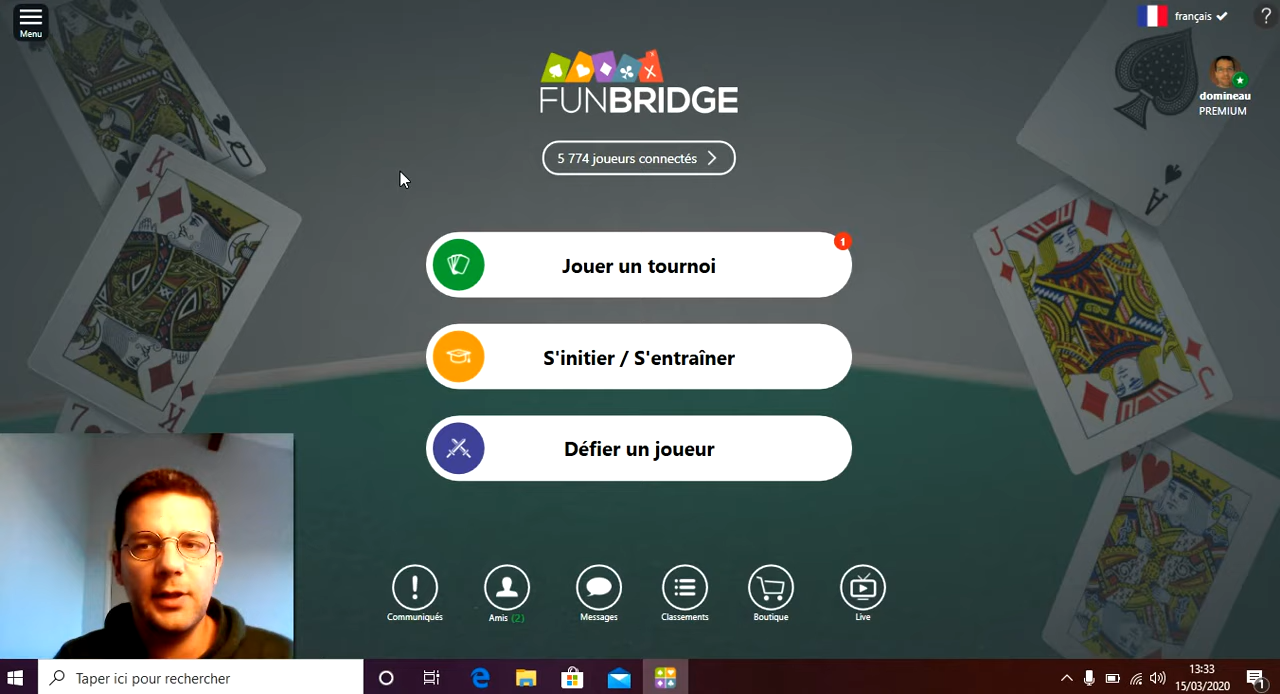 Menu
français
?
FUNBRIDGE
domineau
PREMIUM
5 774 joueurs connectés
1
Jouer un tournoi
S'initier / S'entraîner
Défier un joueur
Communiqués
Amis (2)
Messages
Classements
Boutique
Live
K
K
J
J
A
7
Taper ici pour rechercher
13:33
15/03/2020
1